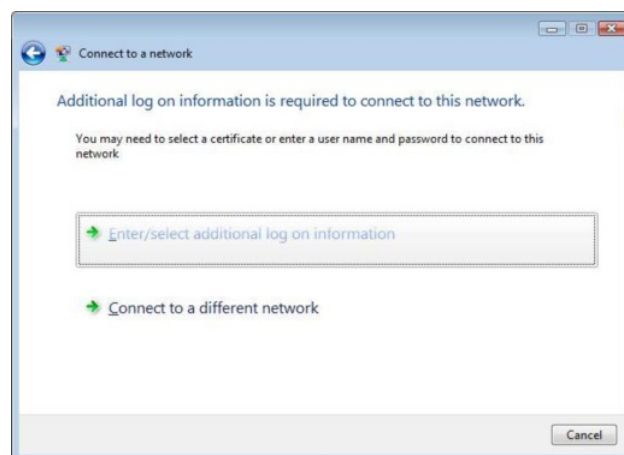 Connect to a network
Additional log on information is required to connect to this network.
You may need to select a certificate or enter a user name and password to connect to this
network
Enter/select additional log on information
Connect to a different network
Cancel